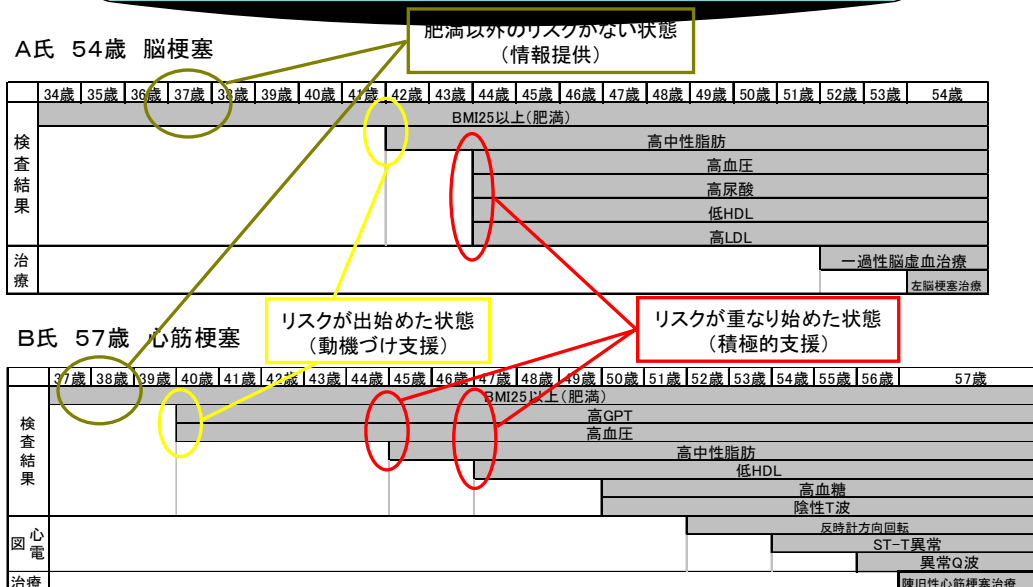 肥満以外のリスクがない状態
（情報提供）
A氏 54歳 脳梗塞
34歳 35歳 36歳 37歳 38歳 39歳 40歳 41歳 42歳 43歳 44歳 45歳 46歳 47歳 48歳 49歳 50歳 51歳 52歳 53歳 54歳
検査結果
BMI25以上（肥満）
高中性脂肪
高血圧
高尿酸
低HDL
高LDL
治療
一過性脳虚血治療
左脳梗塞治療
リスクが出始めた状態
（動機づけ支援）
リスクが重なり始めた状態
（積極的支援）
B氏 57歳 心筋梗塞
37歳 38歳 39歳 40歳 41歳 42歳 43歳 44歳 45歳 46歳 47歳 48歳 49歳 50歳 51歳 52歳 53歳 54歳 55歳 56歳 57歳
検査結果
BMI25以上（肥満）
高GPT
高血圧
高中性脂肪
低HDL
高血糖
陰性T波
心電図
反時計方向回転
ST-T異常
異常Q波
治療
陳旧性心筋梗塞治療